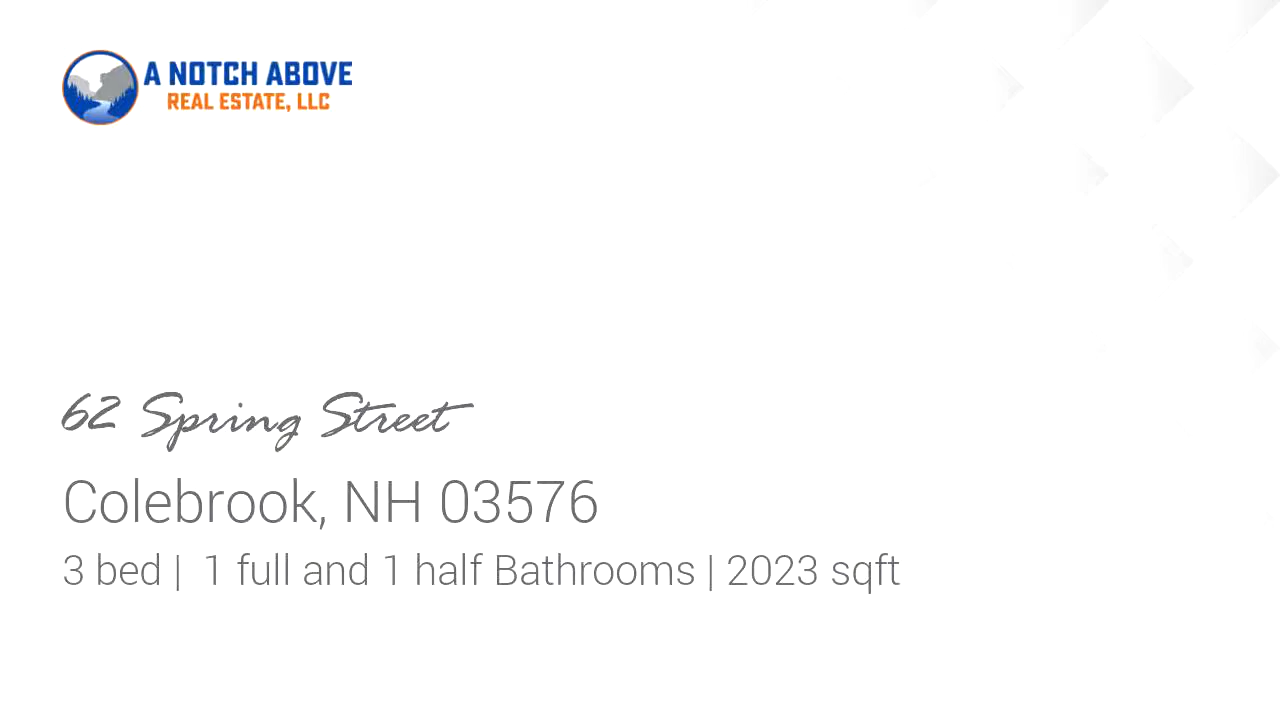 A NOTCH ABOVE
REAL ESTATE, LLC
62 Spring Street
Colebrook, NH 03576
3 bed | 1 full and 1 half Bathrooms | 2023 sqft